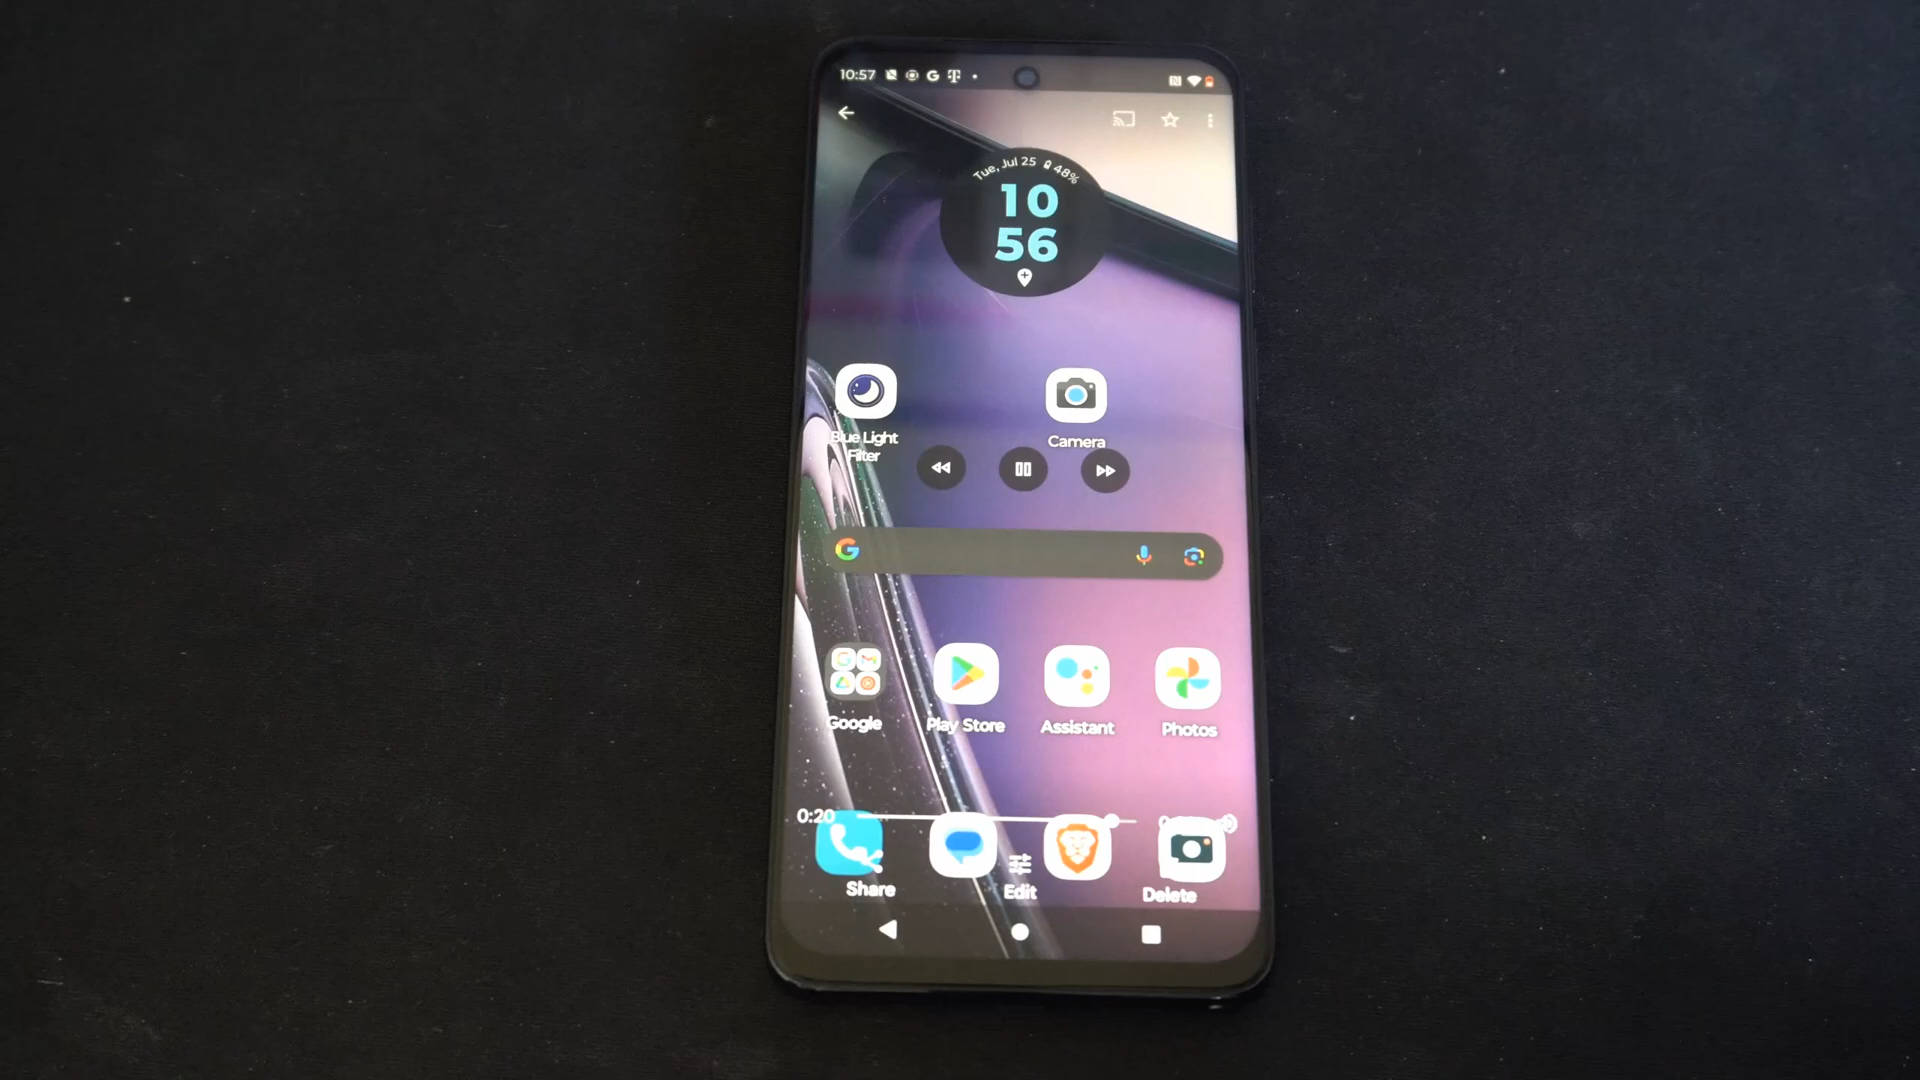 10:57
Tue, Jul 25 48%
10
56
Blue Light
Filter
Camera
Google
Play Store
Assistant
Photos
0:20
Share
Edit
Delete